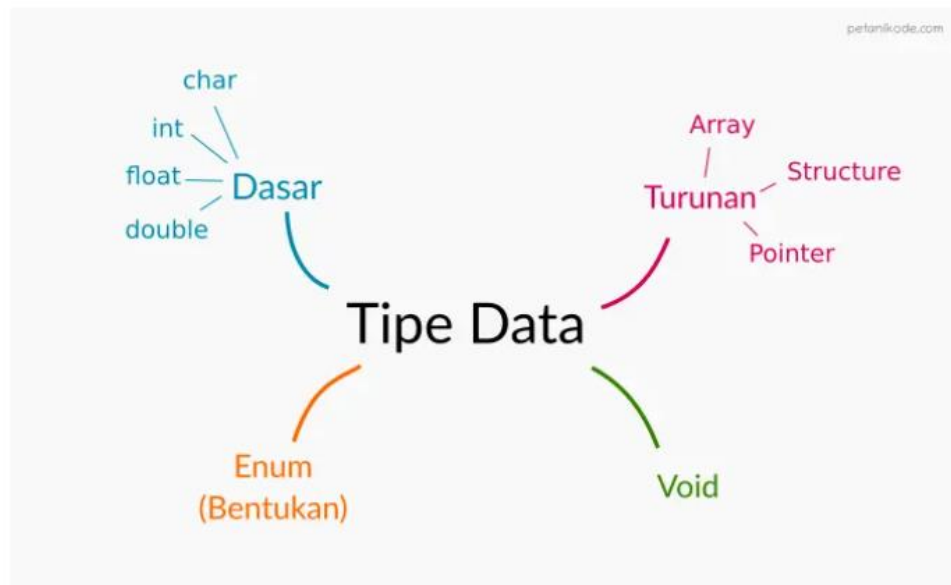 petanikode.com
char
int
float
double
Dasar
Array
Structure
Turunan
Pointer
Tipe Data
Enum
(Bentukan)
Void